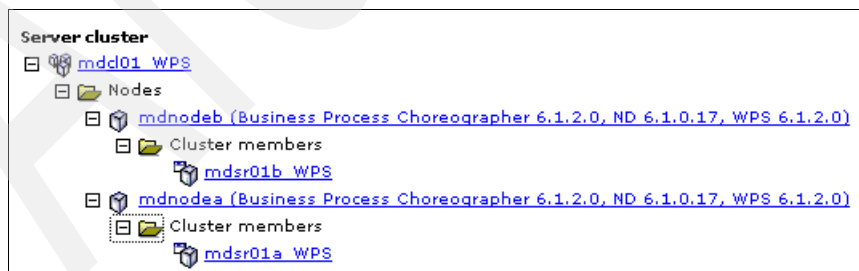 Server cluster
mdcl01_WPS
Nodes
mdnodeb (Business Process Choreographer 6.1.2.0, ND 6.1.0.17, WPS 6.1.2.0)
Cluster members
mdsr01b_WPS
mdnodea (Business Process Choreographer 6.1.2.0, ND 6.1.0.17, WPS 6.1.2.0)
Cluster members
mdsr01a_WPS